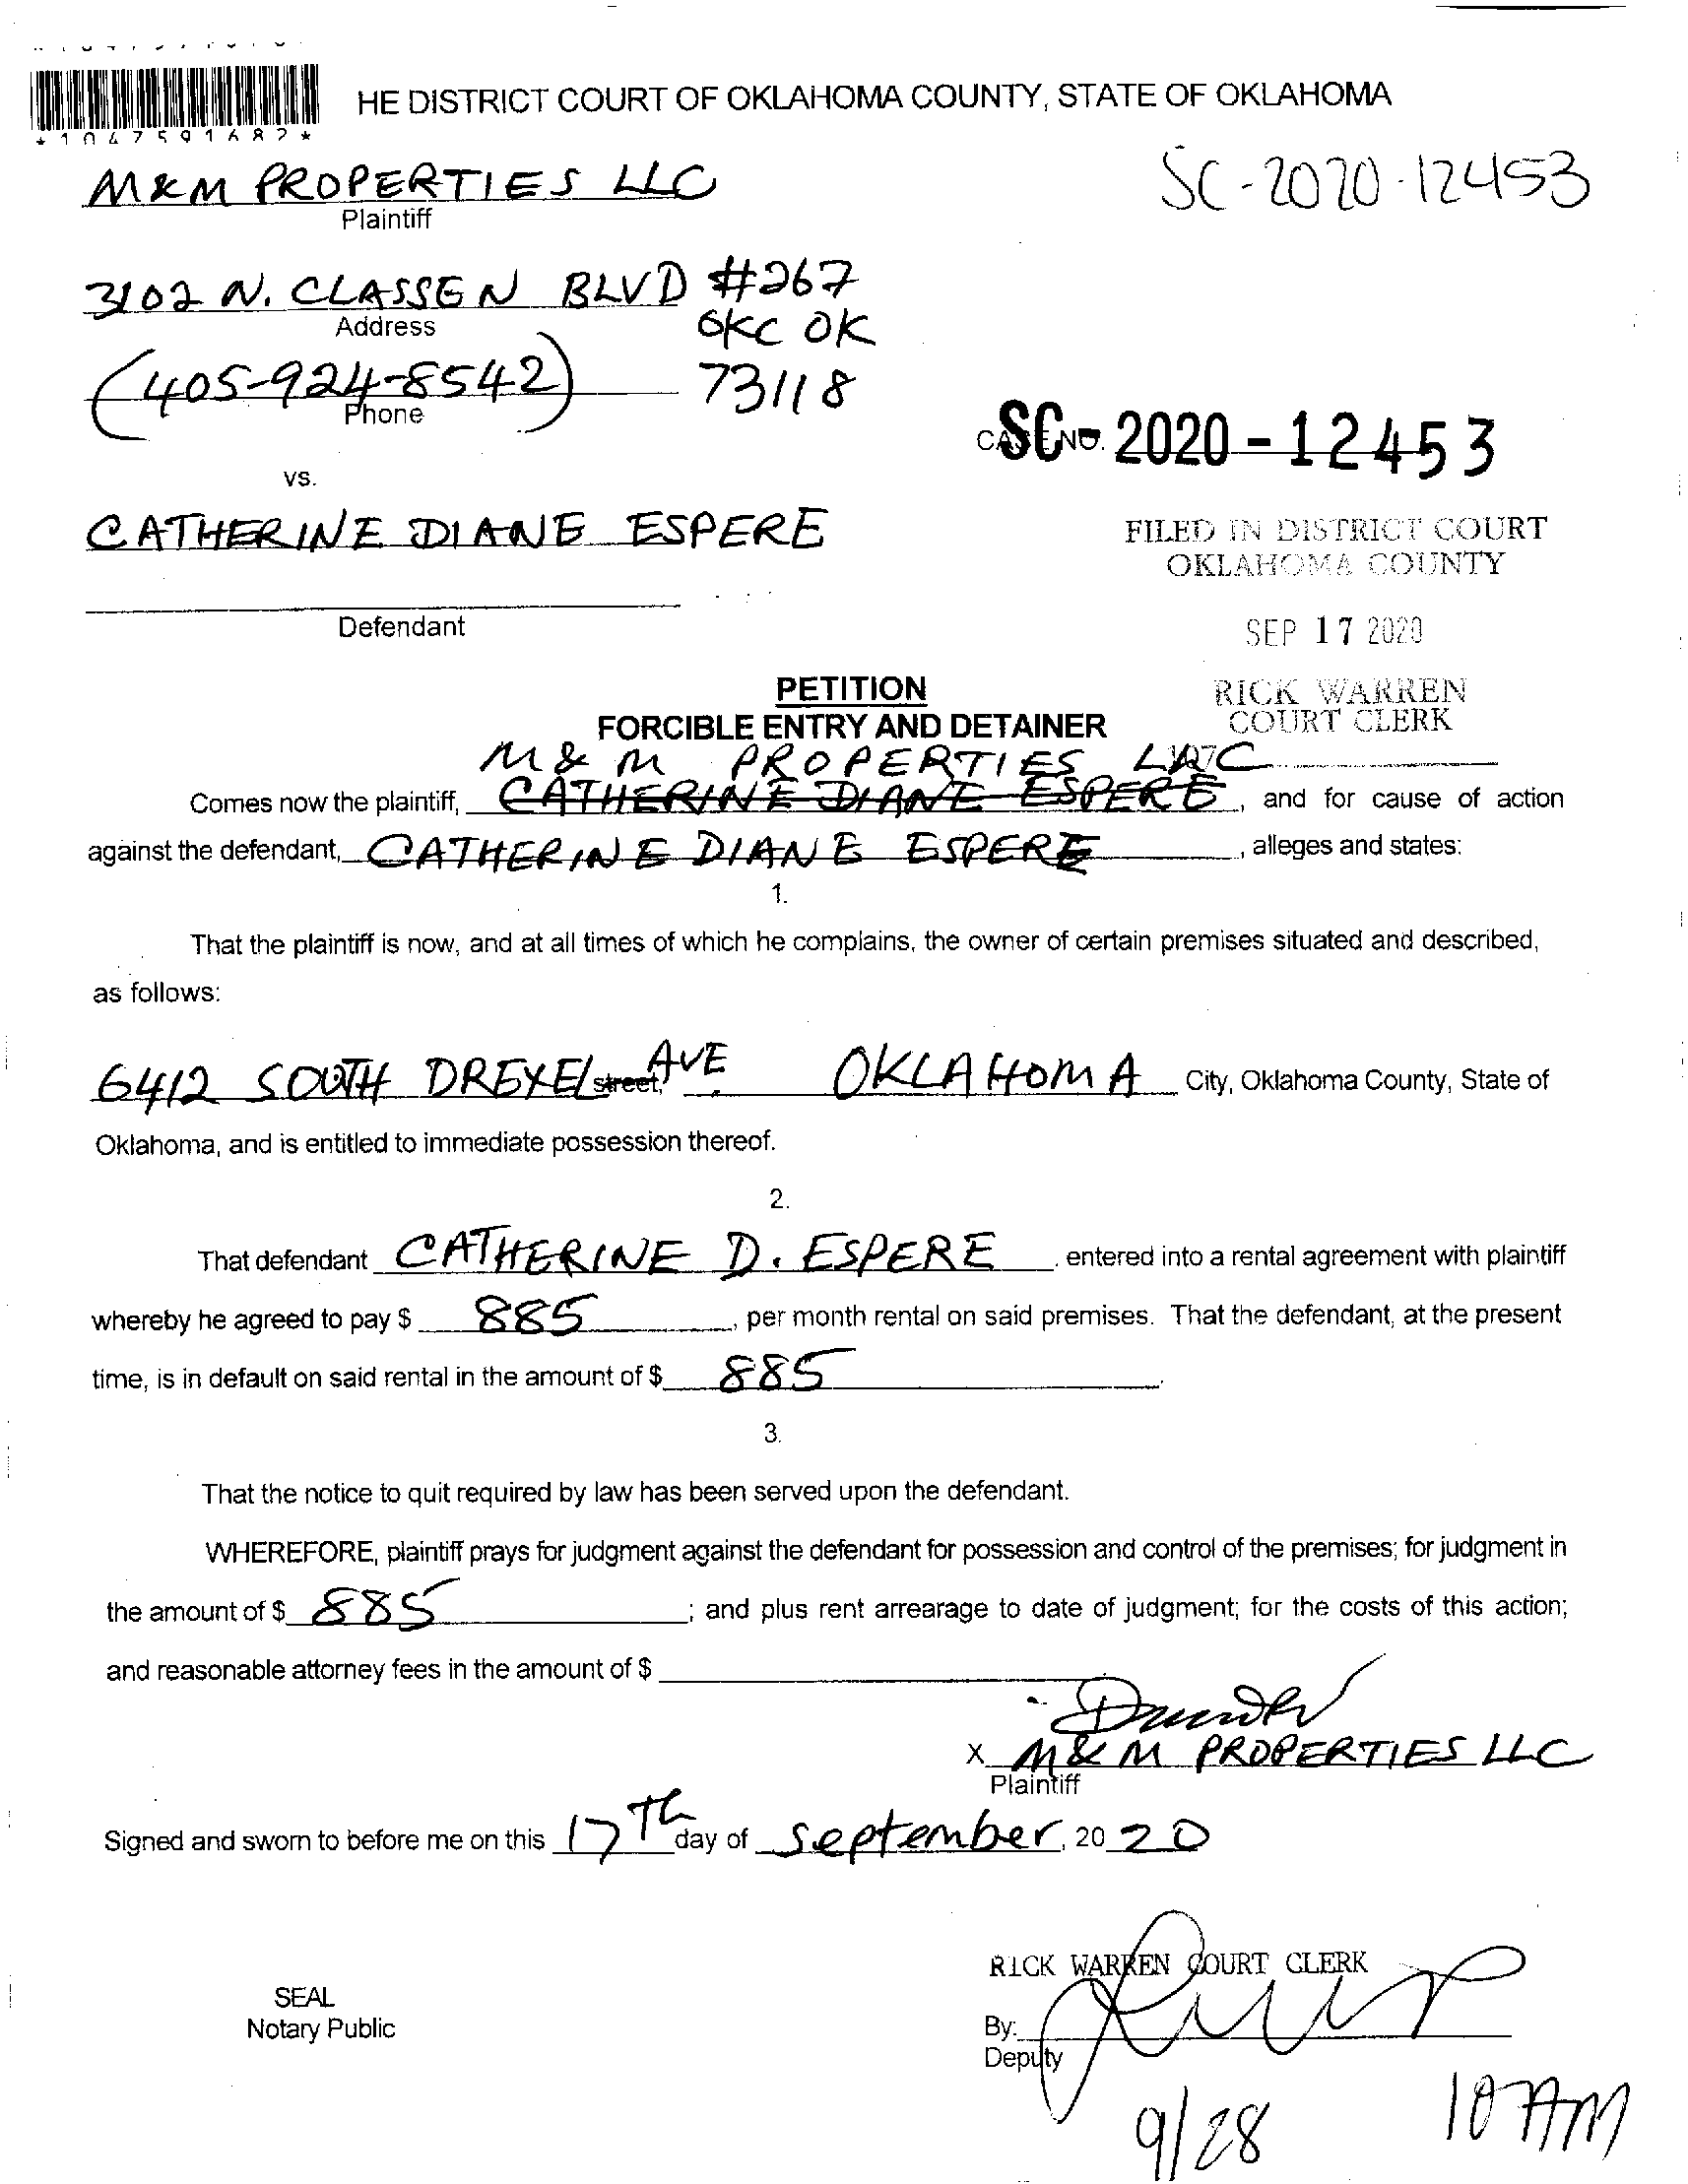 *1047591682*
HE DISTRICT COURT OF OKLAHOMA COUNTY, STATE OF OKLAHOMA
M&M PROPERTIES LLC
Plaintiff
SC-2020-12453
3102 N. CLASSEN BLVD #267
Address
OKC OK
(405-924-8542)
73118
Phone
CASE NO. SC-2020-12453
vs.
CATHERINE DIANE ESPERE
FILED IN DISTRICT COURT
OKLAHOMA COUNTY
Defendant
SEP 17 2020
PETITION
RICK WARREN
COURT CLERK
FORCIBLE ENTRY AND DETAINER
M & M PROPERTIES LLC
Comes now the plaintiff, CATHERINE DIANE ESPERE, and for cause of action
against the defendant, CATHERINE DIANE ESPERE, alleges and states:
1.
That the plaintiff is now, and at all times of which he complains, the owner of certain premises situated and described,
as follows:
6412 SOUTH DREXEL street, AVE OKLAHOMA City, Oklahoma County, State of
Oklahoma, and is entitled to immediate possession thereof.
2.
That defendant CATHERINE D. ESPERE entered into a rental agreement with plaintiff
whereby he agreed to pay $ 885, per month rental on said premises. That the defendant, at the present
time, is in default on said rental in the amount of $ 885.
3.
That the notice to quit required by law has been served upon the defendant.
WHEREFORE, plaintiff prays for judgment against the defendant for possession and control of the premises; for judgment in
the amount of $ 885; and plus rent arrearage to date of judgment; for the costs of this action;
and reasonable attorney fees in the amount of $
X M & M PROPERTIES LLC
Plaintiff
Signed and sworn to before me on this 17Th day of September, 2020
RICK WARREN COURT CLERK
SEAL
Notary Public
By:
Deputy
9/28 10 AM